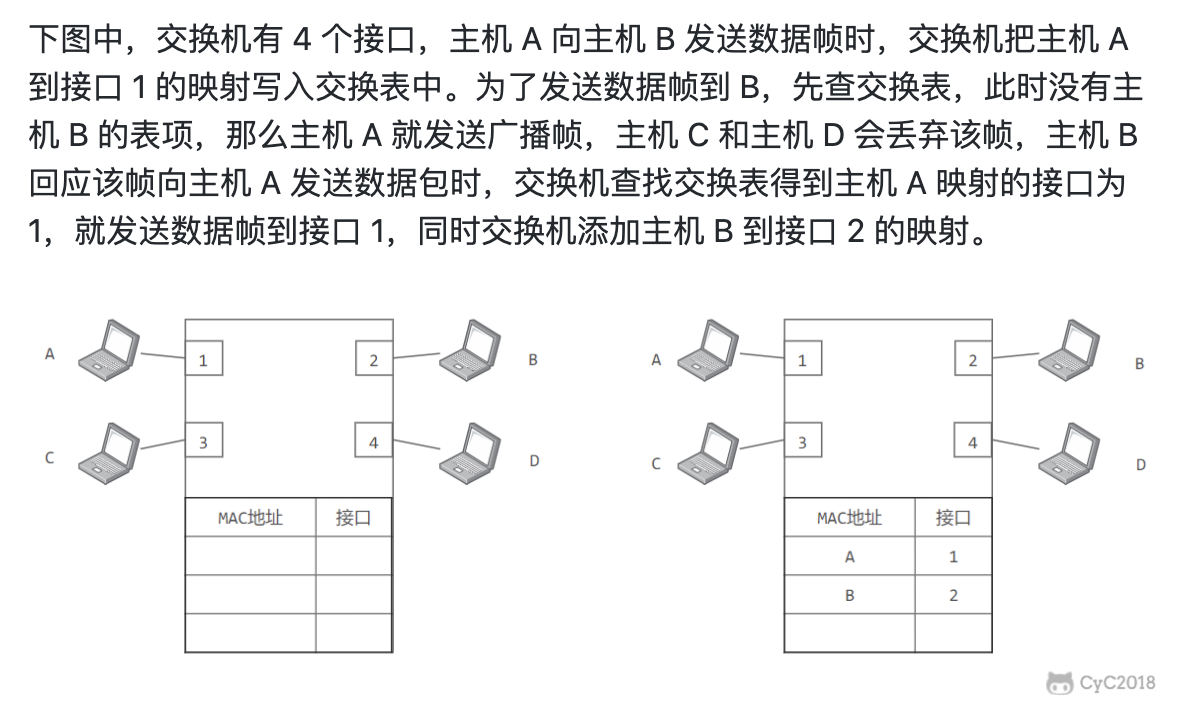 下图中，交换机有 4 个接口，主机 A 向主机 B 发送数据帧时，交换机把主机 A
到接口 1 的映射写入交换表中。为了发送数据帧到 B，先查交换表，此时没有主
机 B 的表项，那么主机 A 就发送广播帧，主机 C 和主机 D 会丢弃该帧，主机 B
回应该帧向主机 A 发送数据包时，交换机查找交换表得到主机 A 映射的接口为
1，就发送数据帧到接口 1，同时交换机添加主机 B 到接口 2 的映射。
A 1 2 B
C 3 4 D
MAC地址 接口
A 1 2 B
C 3 4 D
MAC地址 接口
A 1
B 2
CyC2018